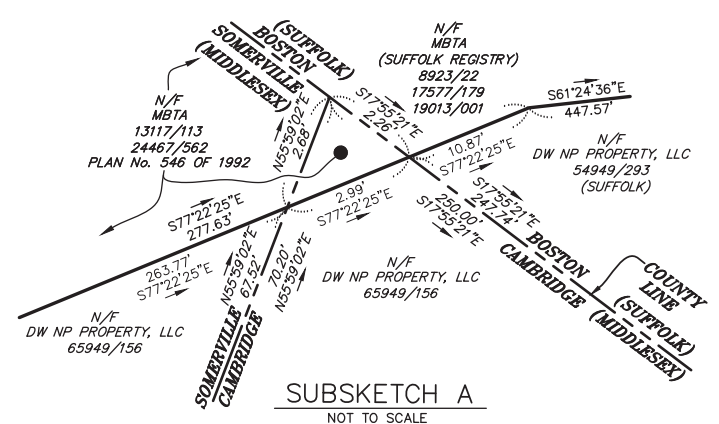 (SUFFOLK)
BOSTON
SOMERVILLE
(MIDDLESEX)
N/F
MBTA
(SUFFOLK REGISTRY)
8923/22
17577/179
19013/001
N/F
MBTA
13117/113
24467/562
PLAN No. 546 OF 1992
N55°59'02"E
2.68'
S17°55'21"E
2.26'
S61°24'36"E
447.57'
10.87'
S77°22'25"E
N/F
DW NP PROPERTY, LLC
54949/293
(SUFFOLK)
S77°22'25"E
277.63'
2.99'
S77°22'25"E
S17°55'21"E
247.74'
250.00'
S17°55'21"E
263.77'
S77°22'25"E
N55°59'02"E
67.52'
70.20'
N55°59'02"E
N/F
DW NP PROPERTY, LLC
65949/156
BOSTON
CAMBRIDGE
(SUFFOLK)
(MIDDLESEX)
COUNTY
LINE
N/F
DW NP PROPERTY, LLC
65949/156
SOMERVILLE
CAMBRIDGE
SUBSKETCH A
NOT TO SCALE